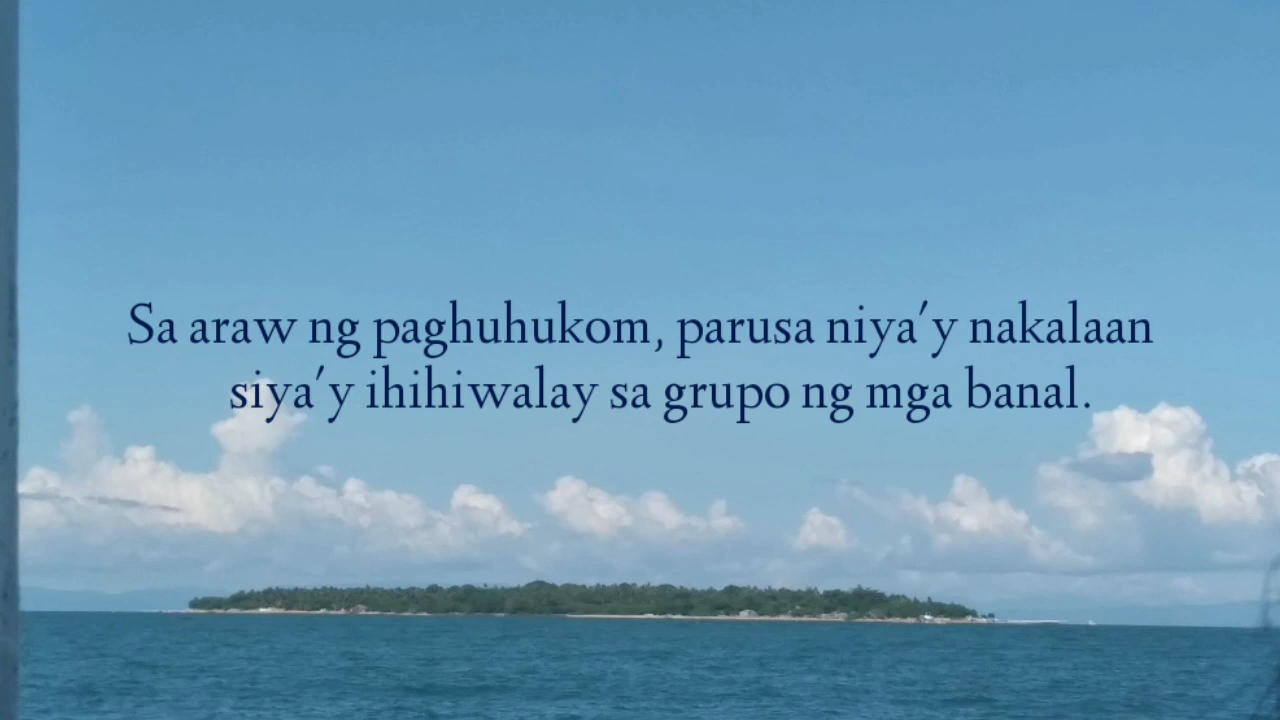 Sa araw ng paghuhukom, parusa niya'y nakalaan
siya'y ihihiwalay sa grupo ng mga banal.